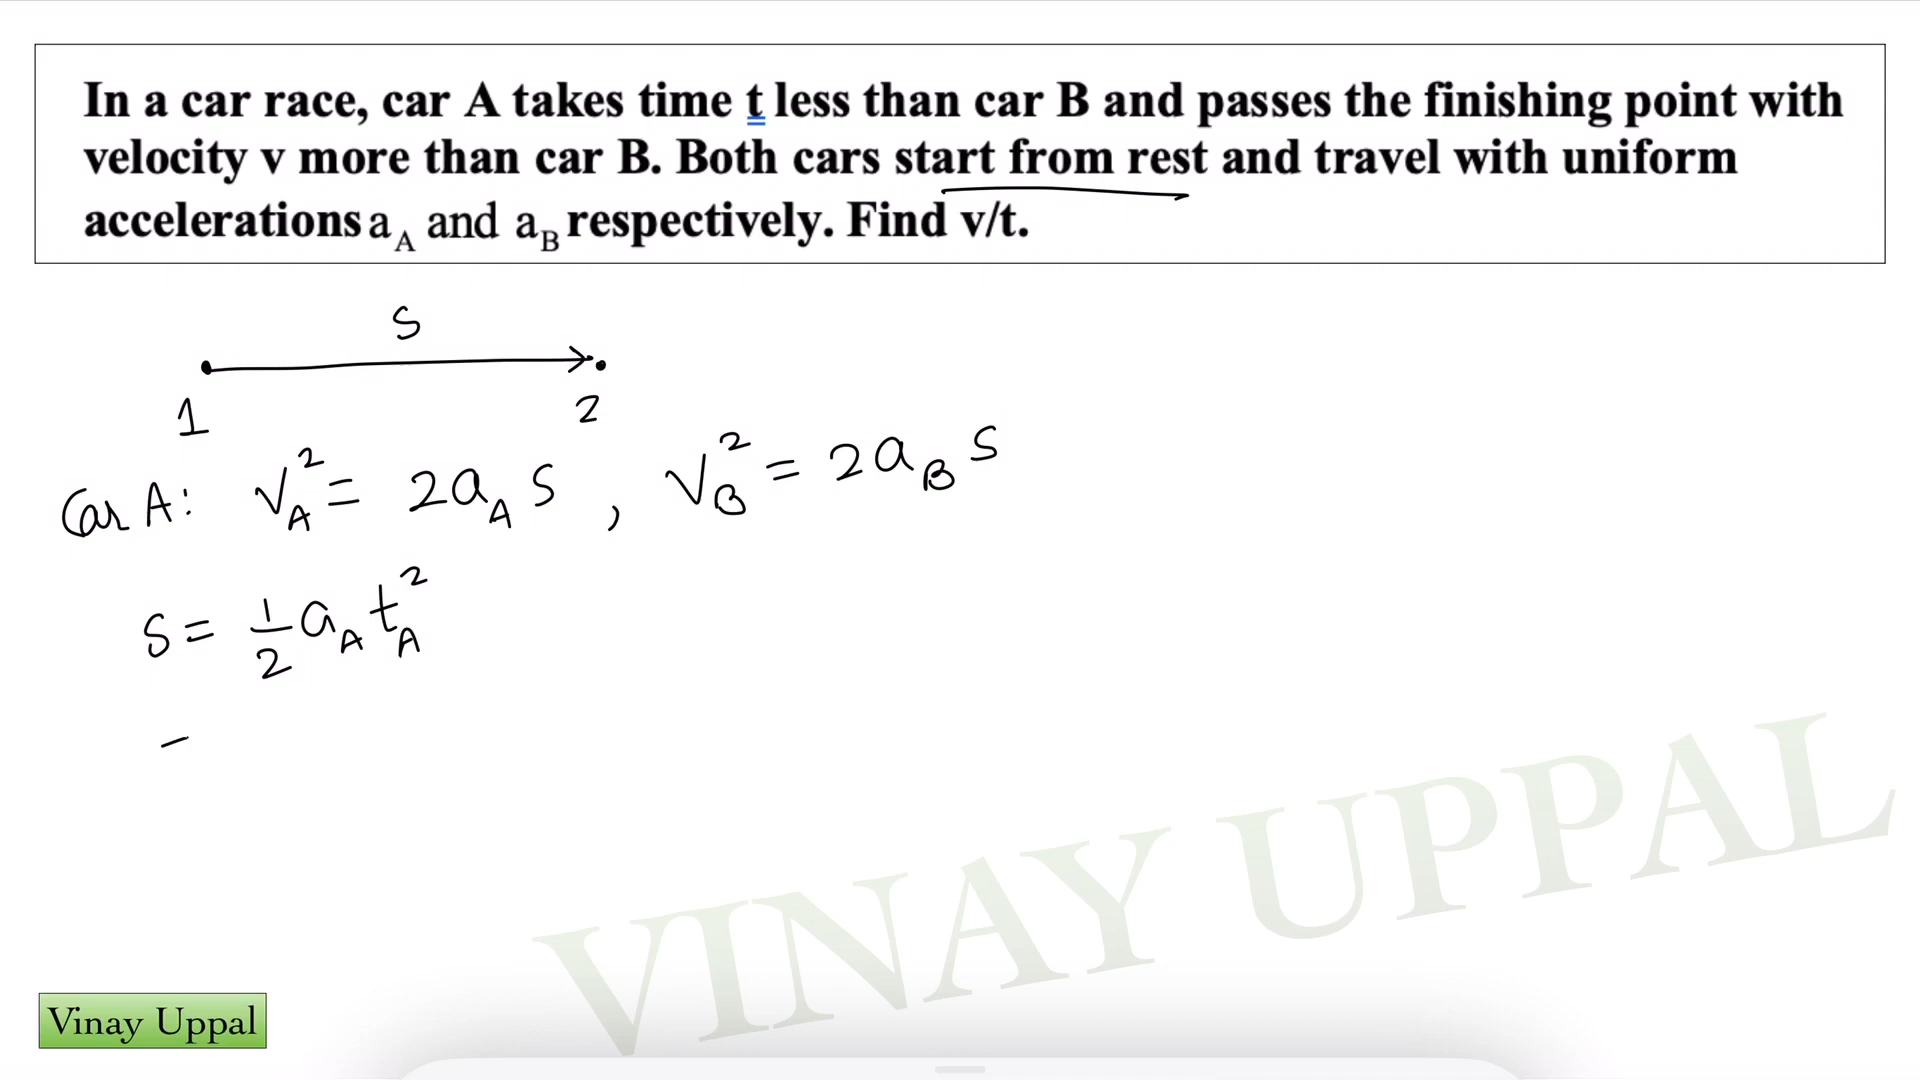 In a car race, car A takes time t less than car B and passes the finishing point with
velocity v more than car B. Both cars start from rest and travel with uniform
accelerations a_A and a_B respectively. Find v/t.
S
1 2
Car A: V_A^2 = 2a_A S , V_B^2 = 2a_B S
S = 1/2 a_A t_A^2
VINAY UPPAL
Vinay Uppal